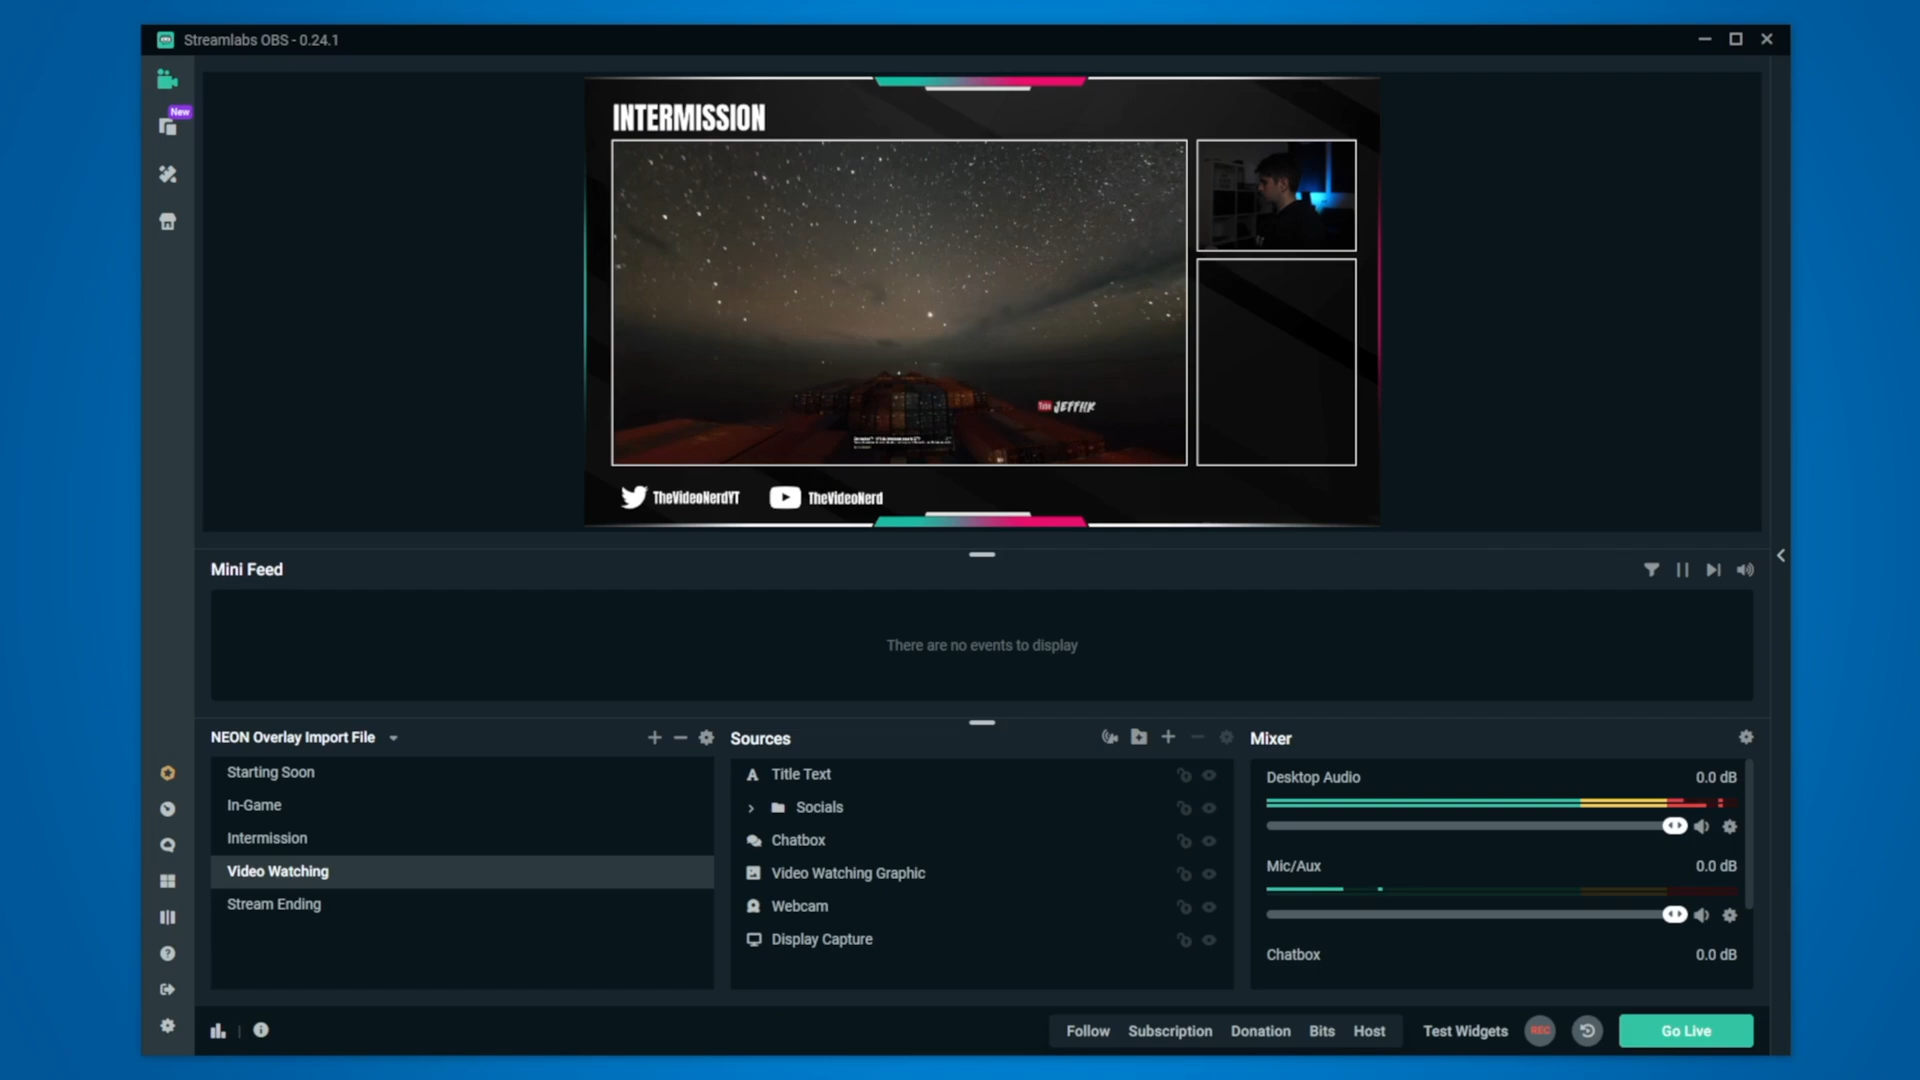 Streamlabs OBS - 0.24.1
New
INTERMISSION
Tube JEFFHK
TheVideoNerdYT
TheVideoNerd
Mini Feed
There are no events to display
NEON Overlay Import File
Starting Soon
In-Game
Intermission
Video Watching
Stream Ending
Sources
Title Text
Socials
Chatbox
Video Watching Graphic
Webcam
Display Capture
Mixer
Desktop Audio 0.0 dB
Mic/Aux 0.0 dB
Chatbox 0.0 dB
Follow Subscription Donation Bits Host Test Widgets REC Go Live